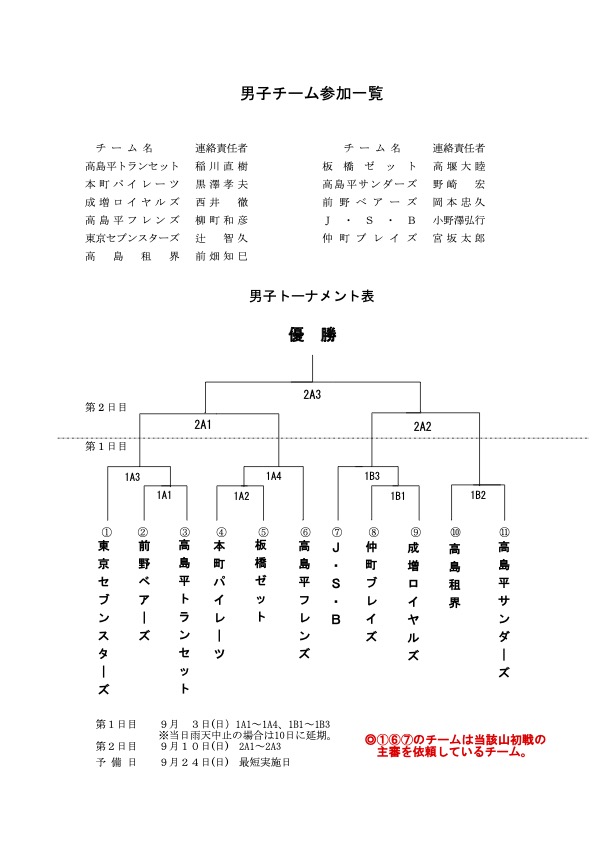 男子チーム参加一覧
チーム名 連絡責任者 チーム名 連絡責任者
高島平トランセット 稲川直樹 板橋ゼット 高堰大陸
本町パイレーツ 黒澤孝夫 高島平サンダーズ 野崎 宏
成増ロイヤルズ 西井 徹 前野ベアーズ 岡本忠久
高島平フレンズ 柳町和彦 J・S・B 小野澤弘行
東京セブンスターズ 辻 智久 仲町ブレイズ 宮坂太郎
高島租界 前畑知巳
男子トーナメント表
優 勝
2A3
第2日目
2A1 2A2
第1日目
1A3 1A4 1B3
1A1 1A2 1B1 1B2
① ② ③ ④ ⑤ ⑥ ⑦ ⑧ ⑨ ⑩ ⑪
東京セブンスターズ
前野ベアーズ
高島平トランセット
本町パイレーツ
板橋ゼット
高島平フレンズ
J・S・B
仲町ブレイズ
成増ロイヤルズ
高島租界
高島平サンダーズ
第1日目 9月 3日(日) 1A1～1A4、1B1～1B3
※当日雨天中止の場合は10日に延期。
第2日目 9月10日(日) 2A1～2A3
予備日 9月24日(日) 最短実施日
◎①⑥⑦のチームは当該山初戦の
主審を依頼しているチーム。